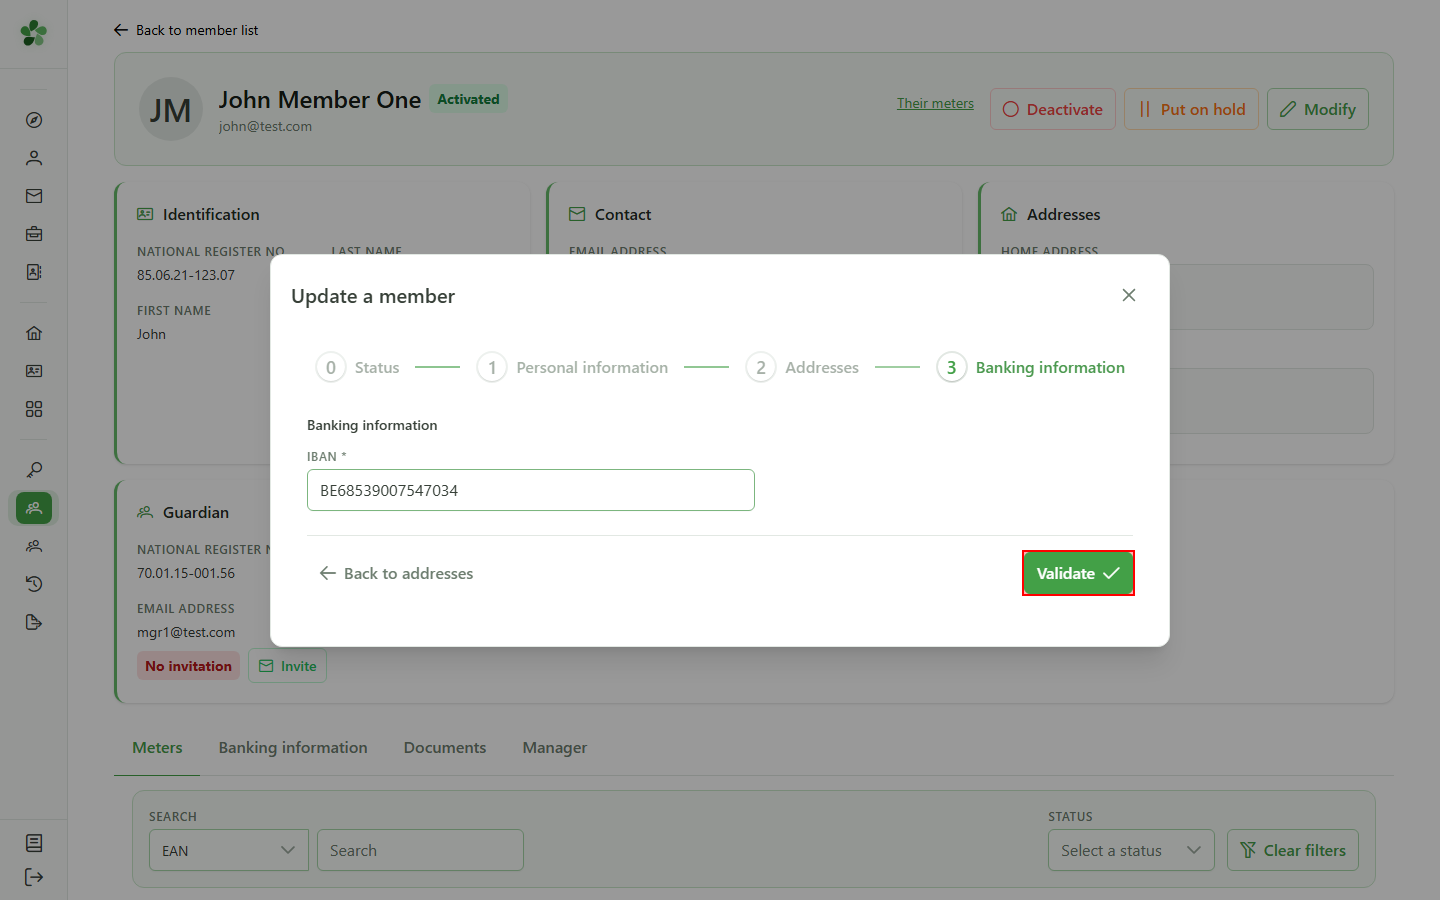 Back to member list
JM
John Member One
Activated
john@test.com
Their meters
Deactivate
Put on hold
Modify
Identification
NATIONAL REGISTER NO
LAST NAME
85.06.21-123.07
FIRST NAME
John
Contact
EMAIL ADDRESS
Addresses
HOME ADDRESS
Update a member
0 Status
1 Personal information
2 Addresses
3 Banking information
Banking information
IBAN *
BE68539007547034
Back to addresses
Validate
Guardian
NATIONAL REGISTER N
70.01.15-001.56
EMAIL ADDRESS
mgr1@test.com
No invitation
Invite
Meters
Banking information
Documents
Manager
SEARCH
EAN
Search
STATUS
Select a status
Clear filters